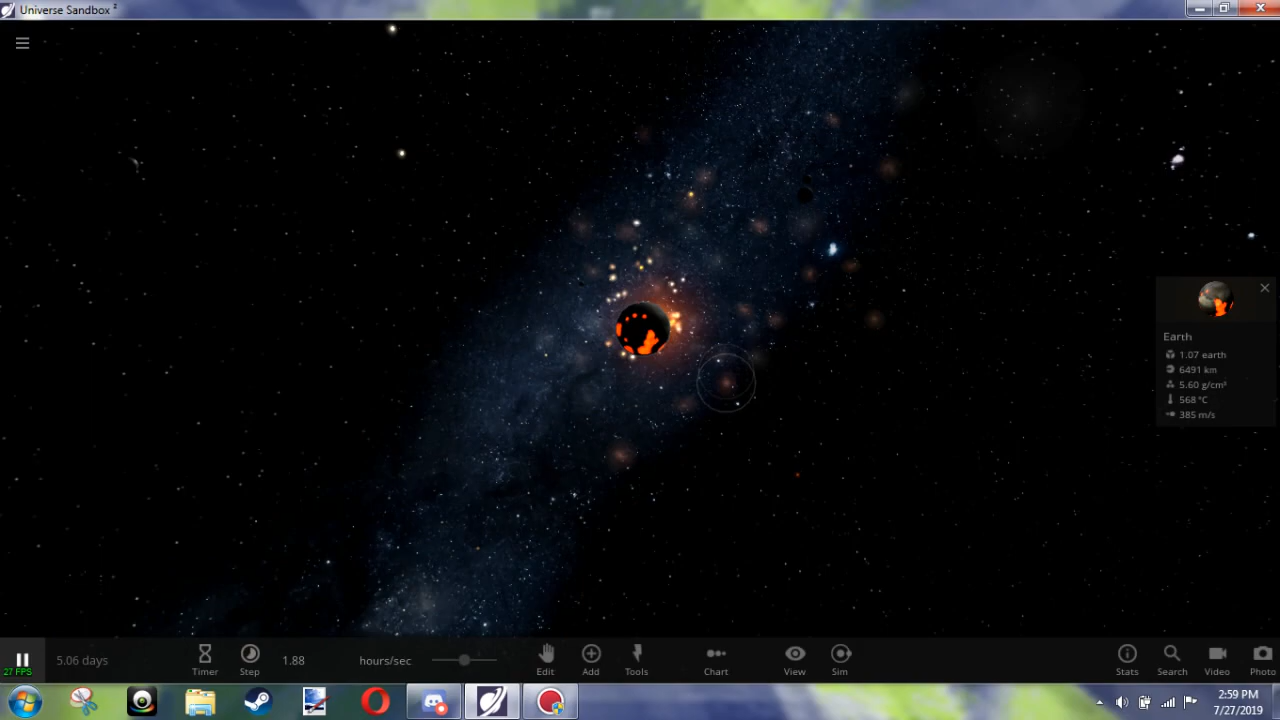 Universe Sandbox ²
Earth
1.07 earth
6491 km
5.60 g/cm³
568 °C
385 m/s
27 FPS
5.06 days
Timer
Step
1.88
hours/sec
Edit
Add
Tools
Chart
View
Sim
Stats
Search
Video
Photo
2:59 PM
7/27/2019